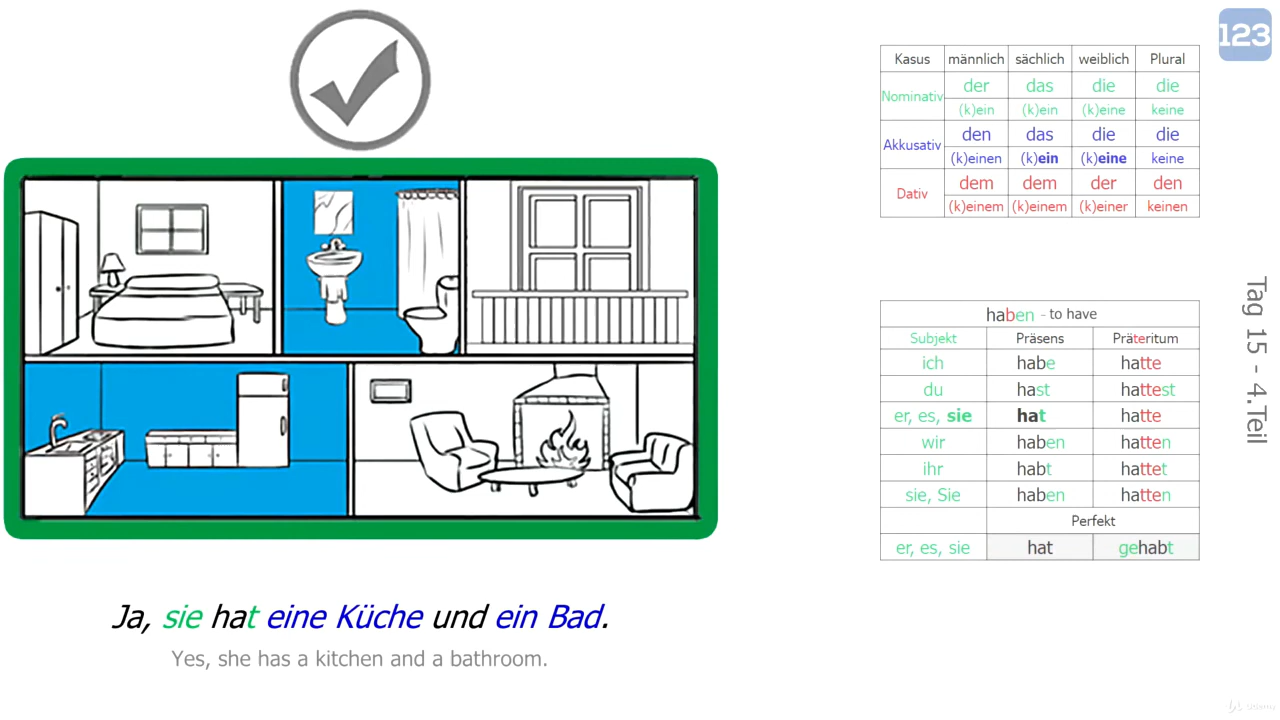 123
Kasus männlich sächlich weiblich Plural
Nominativ der das die die
(k)ein (k)ein (k)eine keine
Akkusativ den das die die
(k)einen (k)ein (k)eine keine
Dativ dem dem der den
(k)einem (k)einem (k)einer keinen
haben - to have
Subjekt Präsens Präteritum
ich habe hatte
du hast hattest
er, es, sie hat hatte
wir haben hatten
ihr habt hattet
sie, Sie haben hatten
Perfekt
er, es, sie hat gehabt
Tag 15 - 4.Teil
Ja, sie hat eine Küche und ein Bad.
Yes, she has a kitchen and a bathroom.